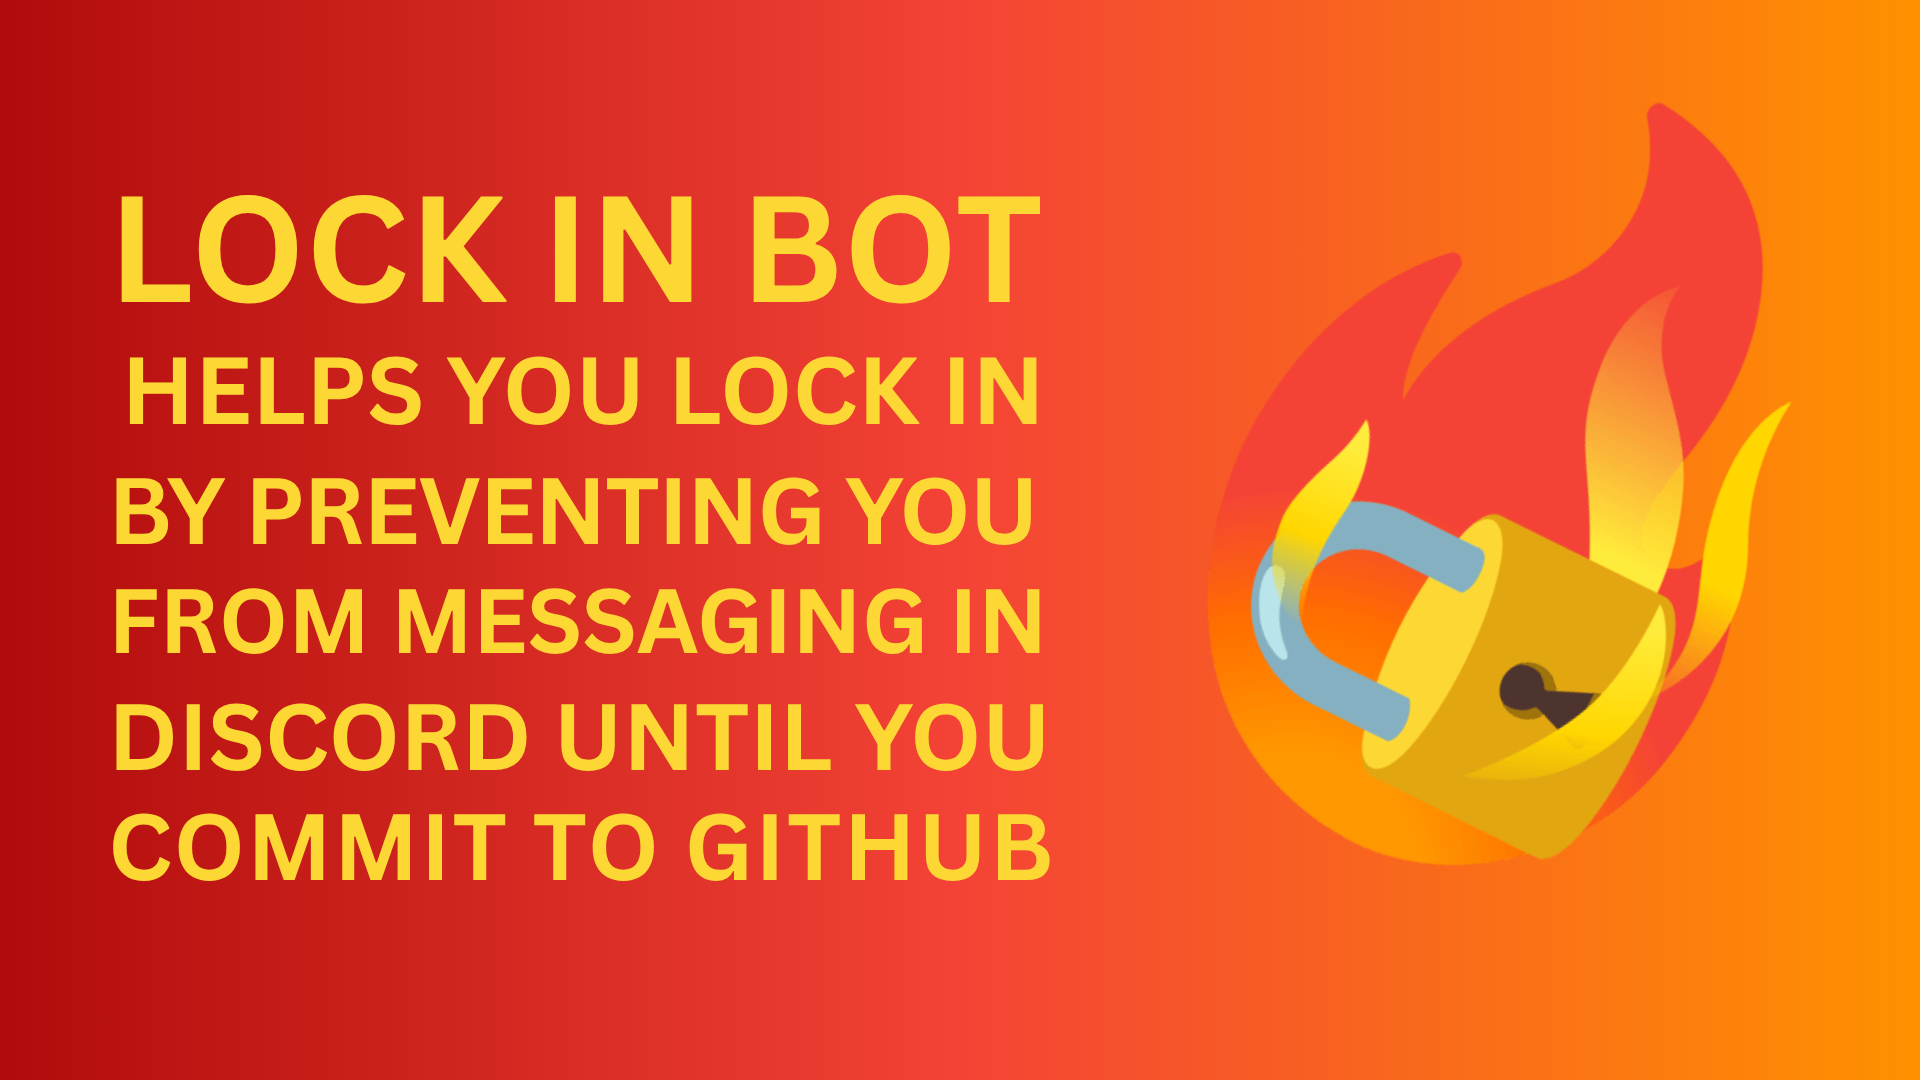 LOCK IN BOT
HELPS YOU LOCK IN
BY PREVENTING YOU
FROM MESSAGING IN
DISCORD UNTIL YOU
COMMIT TO GITHUB